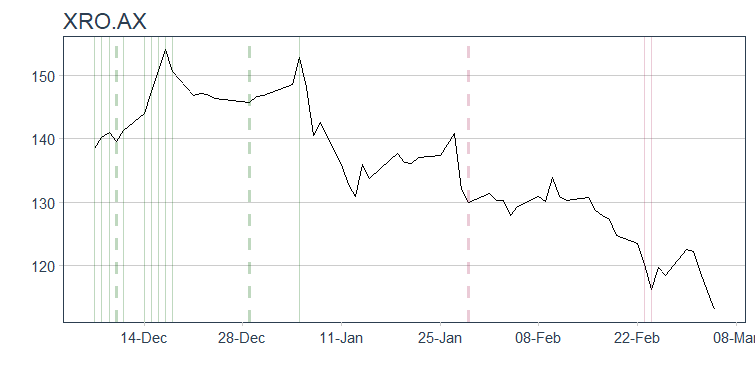 XRO.AX
150
140
130
120
14-Dec
28-Dec
11-Jan
25-Jan
08-Feb
22-Feb
08-Mar